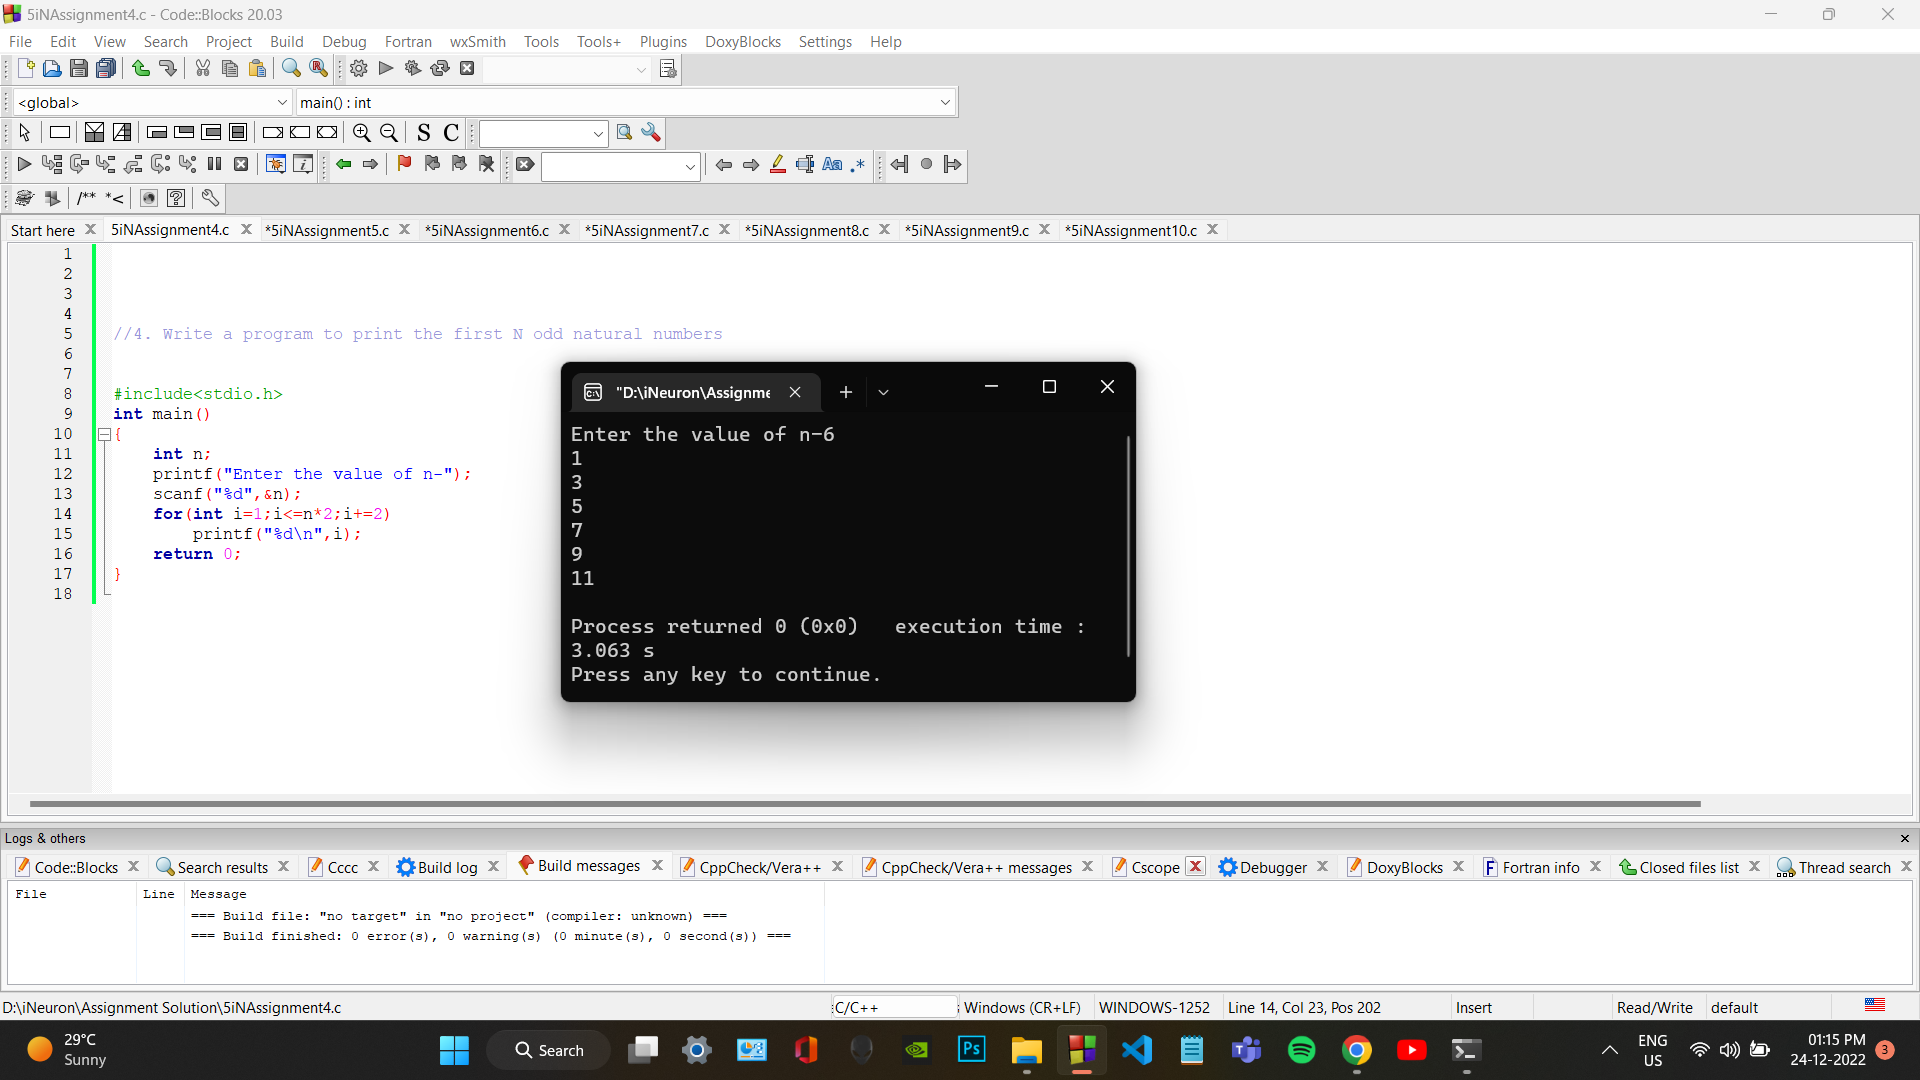 5iNAssignment4.c - Code::Blocks 20.03
File Edit View Search Project Build Debug Fortran wxSmith Tools Tools+ Plugins DoxyBlocks Settings Help
<global> main() : int
S C
Aa .*
/** *<
Start here 5iNAssignment4.c *5iNAssignment5.c *5iNAssignment6.c *5iNAssignment7.c *5iNAssignment8.c *5iNAssignment9.c *5iNAssignment10.c
1
2
3
4
5 //4. Write a program to print the first N odd natural numbers
6
7
8 #include<stdio.h>
9 int main()
10 {
11 int n;
12 printf("Enter the value of n-");
13 scanf("%d",&n);
14 for(int i=1;i<=n*2;i+=2)
15 printf("%d\n",i);
16 return 0;
17 }
18
"D:\iNeuron\Assignme
Enter the value of n-6
1
3
5
7
9
11
Process returned 0 (0x0)   execution time :
3.063 s
Press any key to continue.
Logs & others
Code::Blocks Search results Cccc Build log Build messages CppCheck/Vera++ CppCheck/Vera++ messages Cscope Debugger DoxyBlocks Fortran info Closed files list Thread search
File Line Message
=== Build file: "no target" in "no project" (compiler: unknown) ===
=== Build finished: 0 error(s), 0 warning(s) (0 minute(s), 0 second(s)) ===
D:\iNeuron\Assignment Solution\5iNAssignment4.c C/C++ Windows (CR+LF) WINDOWS-1252 Line 14, Col 23, Pos 202 Insert Read/Write default
29°C
Sunny
Search
Ps
ENG
US
01:15 PM
24-12-2022
3